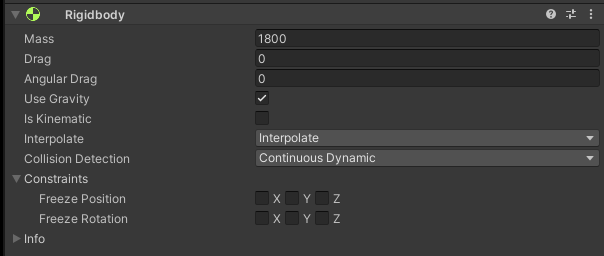 Rigidbody
Mass 1800
Drag 0
Angular Drag 0
Use Gravity
Is Kinematic
Interpolate Interpolate
Collision Detection Continuous Dynamic
Constraints
Freeze Position X Y Z
Freeze Rotation X Y Z
Info